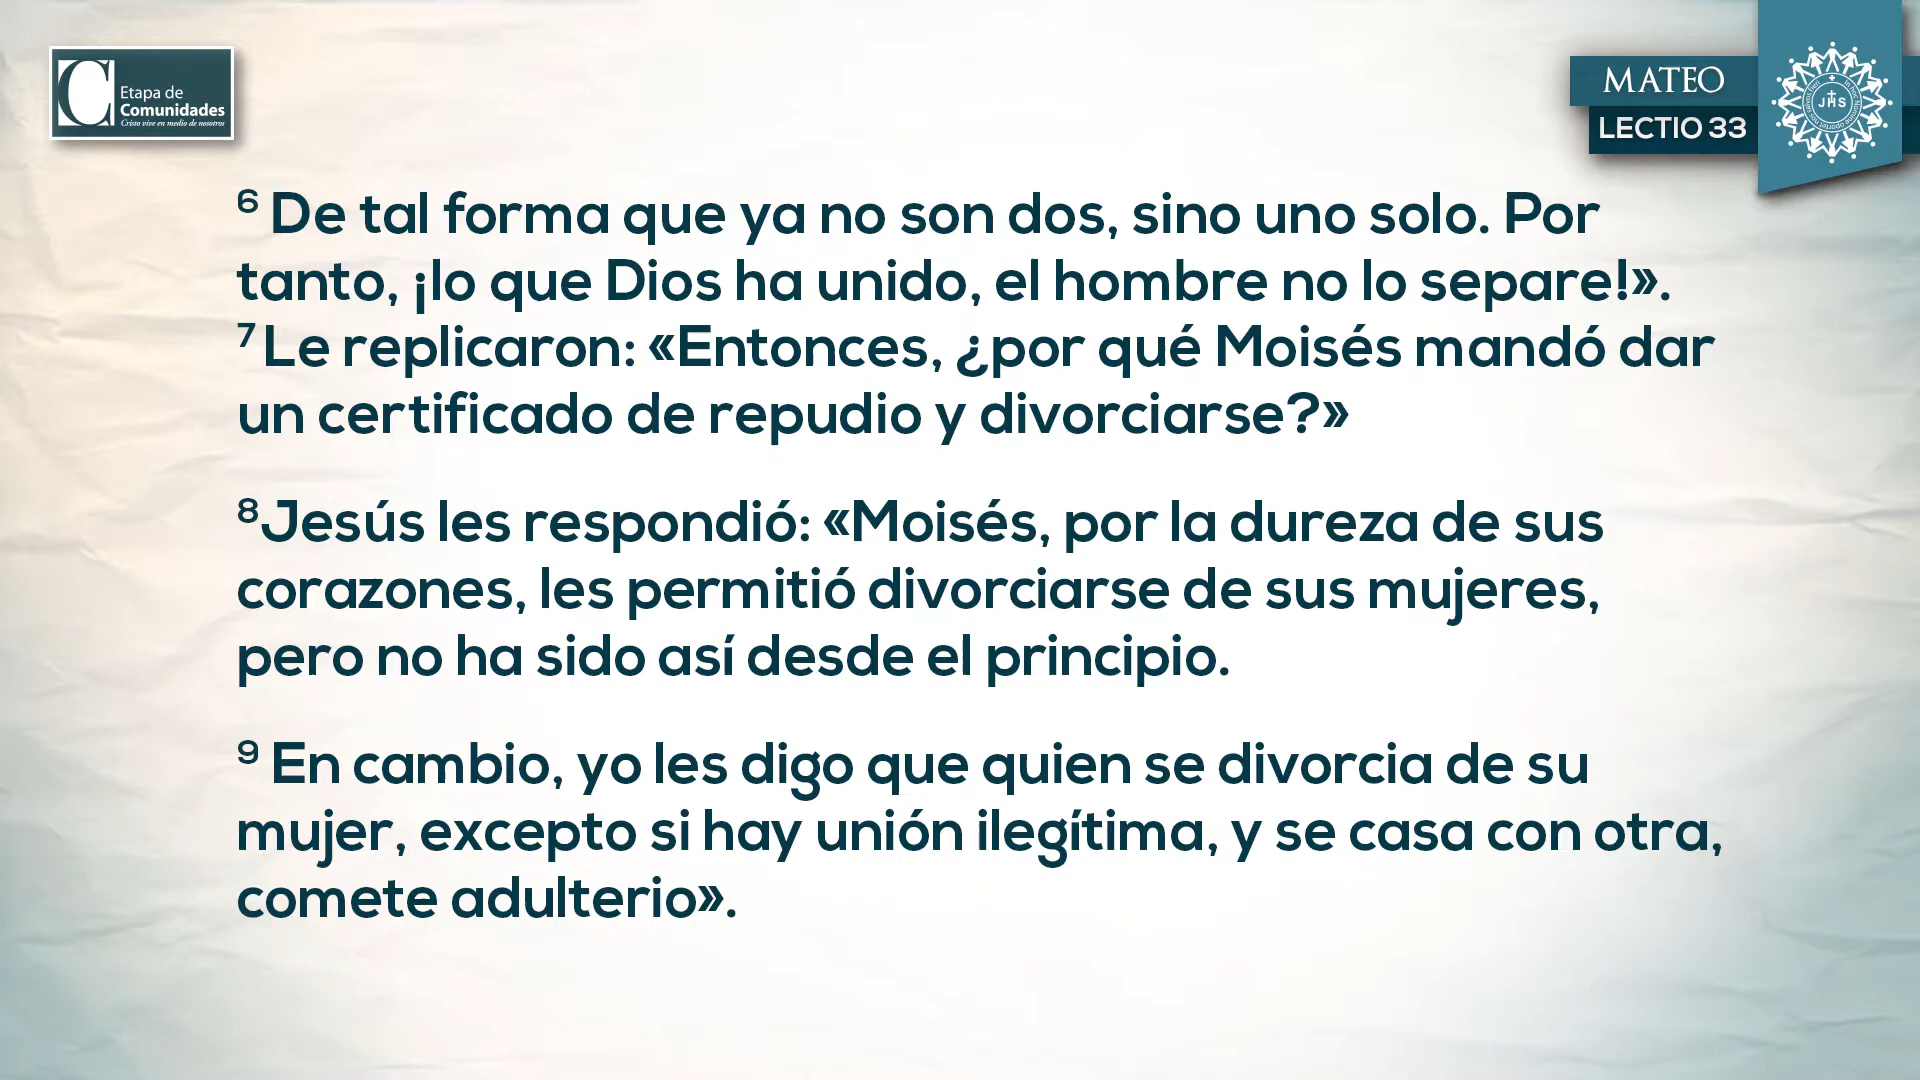 C
Etapa de
Comunidades
Cristo vive en medio de nosotros
MATEO
LECTIO 33
JHS
6 De tal forma que ya no son dos, sino uno solo. Por
tanto, ¡lo que Dios ha unido, el hombre no lo separe!».
7 Le replicaron: «Entonces, ¿por qué Moisés mandó dar
un certificado de repudio y divorciarse?»
8 Jesús les respondió: «Moisés, por la dureza de sus
corazones, les permitió divorciarse de sus mujeres,
pero no ha sido así desde el principio.
9 En cambio, yo les digo que quien se divorcia de su
mujer, excepto si hay unión ilegítima, y se casa con otra,
comete adulterio».